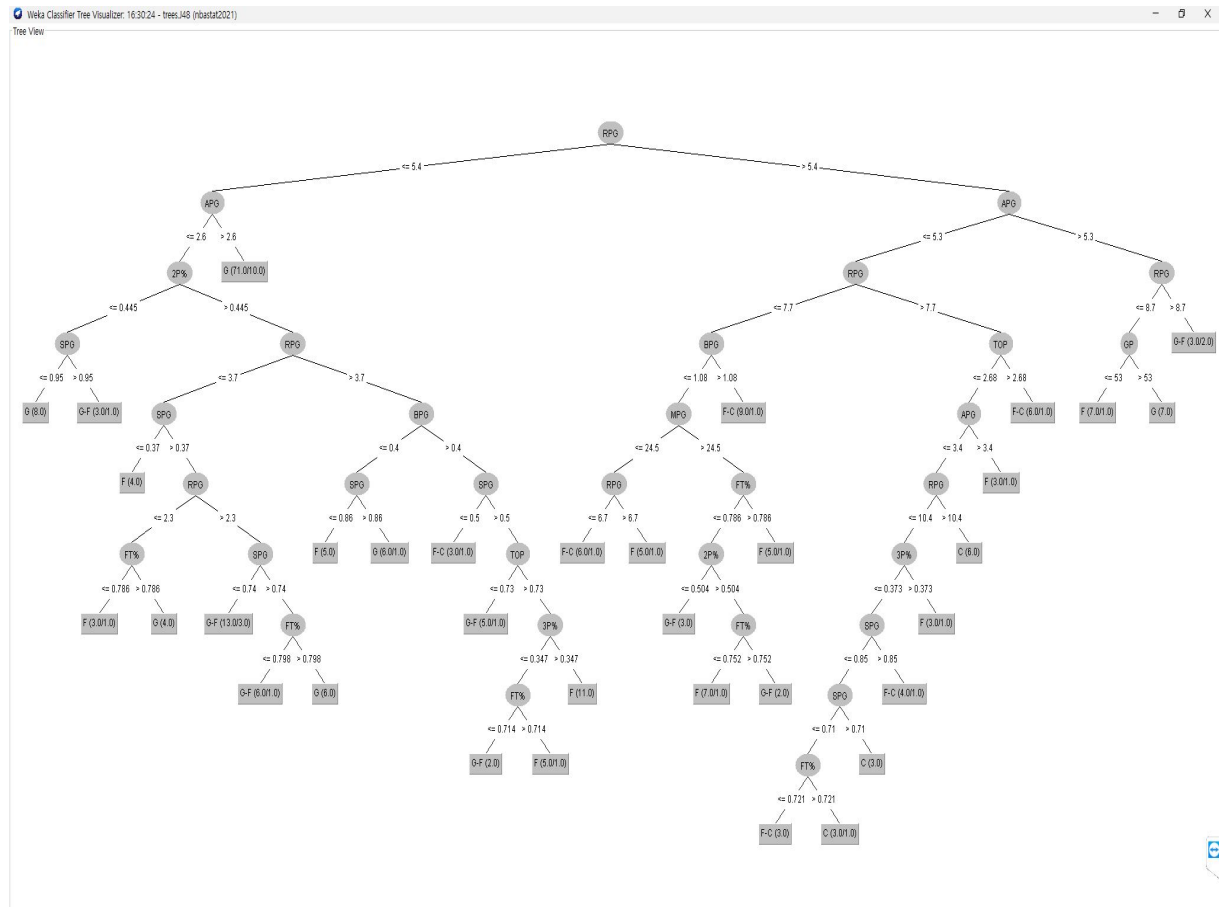 Weka Classifier Tree Visualizer: 16:30:24 - trees.J48 (nbastat2021)
Tree View
RPG
<= 5.4 > 5.4
APG APG
<= 2.6 > 2.6 <= 5.3 > 5.3
2P% G (71.0/10.0) RPG RPG
<= 0.445 > 0.445 <= 7.7 > 7.7 <= 8.7 > 8.7
SPG RPG BPG TOP GP G-F (3.0/2.0)
<= 0.95 > 0.95 <= 3.7 > 3.7 <= 1.08 > 1.08 <= 2.68 > 2.68 <= 53 > 53
G (8.0) G-F (3.0/1.0) SPG BPG MPG F-C (9.0/1.0) APG F-C (6.0/1.0) F (7.0/1.0) G (7.0)
<= 0.37 > 0.37 <= 0.4 > 0.4 <= 24.5 > 24.5 <= 3.4 > 3.4
F (4.0) RPG SPG SPG RPG FT% RPG F (3.0/1.0)
<= 2.3 > 2.3 <= 0.86 > 0.86 <= 0.5 > 0.5 <= 6.7 > 6.7 <= 0.786 > 0.786 <= 10.4 > 10.4
FT% SPG F (5.0) G (6.0/1.0) F-C (3.0/1.0) TOP F-C (6.0/1.0) F (5.0/1.0) 2P% F (5.0/1.0) 3P% C (6.0)
<= 0.786 > 0.786 <= 0.74 > 0.74 <= 0.73 > 0.73 <= 0.504 > 0.504 <= 0.373 > 0.373
F (3.0/1.0) G (4.0) G-F (13.0/3.0) FT% G-F (5.0/1.0) 3P% G-F (3.0) FT% SPG F (3.0/1.0)
<= 0.798 > 0.798 <= 0.347 > 0.347 <= 0.752 > 0.752 <= 0.85 > 0.85
G-F (6.0/1.0) G (6.0) FT% F (11.0) F (7.0/1.0) G-F (2.0) SPG F-C (4.0/1.0)
<= 0.714 > 0.714 <= 0.71 > 0.71
G-F (2.0) F (5.0/1.0) FT% C (3.0)
<= 0.721 > 0.721
F-C (3.0) C (3.0/1.0)